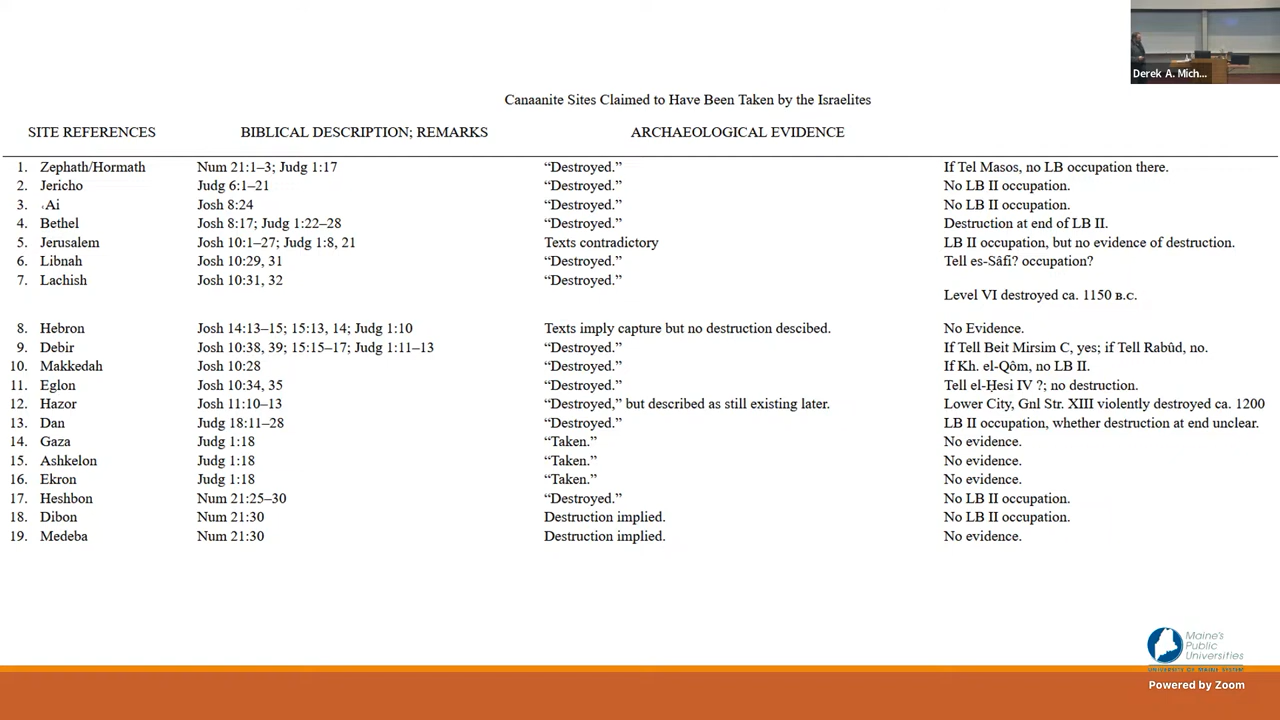 Derek A. Mich...
Canaanite Sites Claimed to Have Been Taken by the Israelites
SITE REFERENCES BIBLICAL DESCRIPTION; REMARKS ARCHAEOLOGICAL EVIDENCE
1. Zephath/Hormath Num 21:1–3; Judg 1:17 “Destroyed.” If Tel Masos, no LB occupation there.
2. Jericho Judg 6:1–21 “Destroyed.” No LB II occupation.
3. ‹Ai Josh 8:24 “Destroyed.” No LB II occupation.
4. Bethel Josh 8:17; Judg 1:22–28 “Destroyed.” Destruction at end of LB II.
5. Jerusalem Josh 10:1–27; Judg 1:8, 21 Texts contradictory LB II occupation, but no evidence of destruction.
6. Libnah Josh 10:29, 31 “Destroyed.” Tell es-Sâfi? occupation?
7. Lachish Josh 10:31, 32 “Destroyed.”
Level VI destroyed ca. 1150 B.C.
8. Hebron Josh 14:13–15; 15:13, 14; Judg 1:10 Texts imply capture but no destruction descibed. No Evidence.
9. Debir Josh 10:38, 39; 15:15–17; Judg 1:11–13 “Destroyed.” If Tell Beit Mirsim C, yes; if Tell Rabûd, no.
10. Makkedah Josh 10:28 “Destroyed.” If Kh. el-Qôm, no LB II.
11. Eglon Josh 10:34, 35 “Destroyed.” Tell el-Ḥesi IV ?; no destruction.
12. Hazor Josh 11:10–13 “Destroyed,” but described as still existing later. Lower City, Gnl Str. XIII violently destroyed ca. 1200
13. Dan Judg 18:11–28 “Destroyed.” LB II occupation, whether destruction at end unclear.
14. Gaza Judg 1:18 “Taken.” No evidence.
15. Ashkelon Judg 1:18 “Taken.” No evidence.
16. Ekron Judg 1:18 “Taken.” No evidence.
17. Heshbon Num 21:25–30 “Destroyed.” No LB II occupation.
18. Dibon Num 21:30 Destruction implied. No LB II occupation.
19. Medeba Num 21:30 Destruction implied. No evidence.
Maine's
Public
Universities
UNIVERSITY OF MAINE SYSTEM
Powered by Zoom